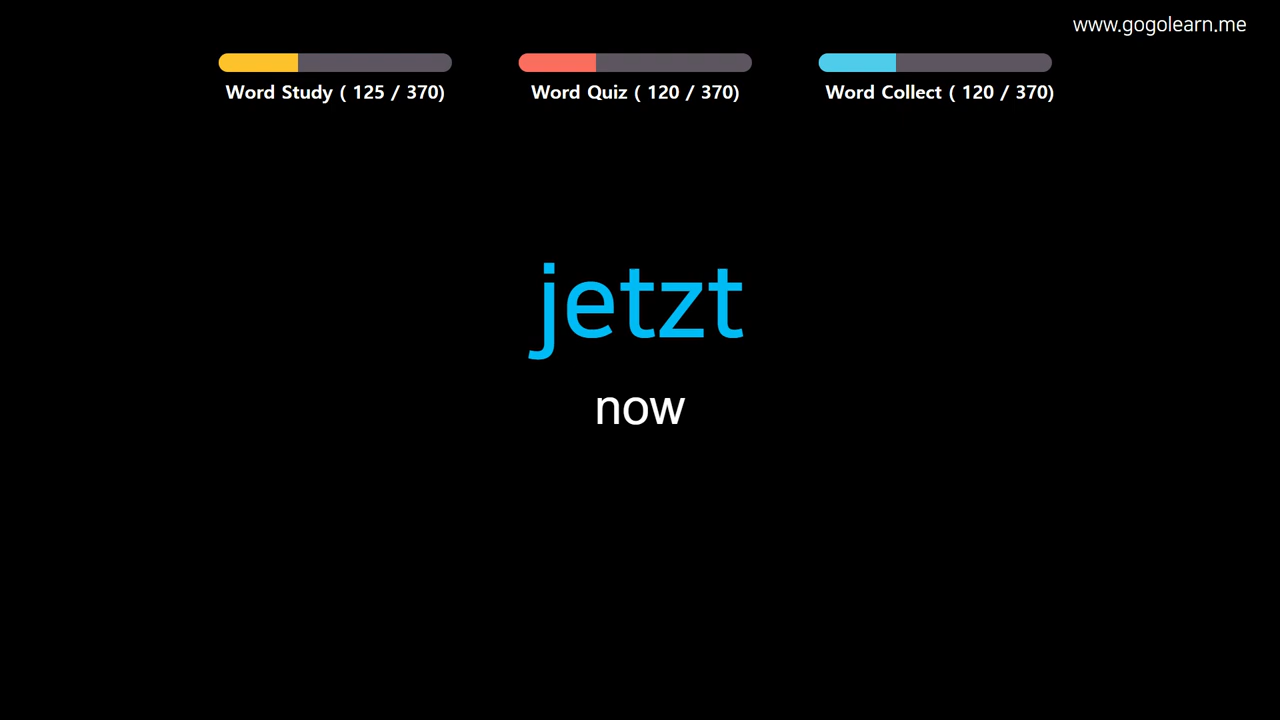 www.gogolearn.me
Word Study ( 125 / 370)
Word Quiz ( 120 / 370)
Word Collect ( 120 / 370)
jetzt
now